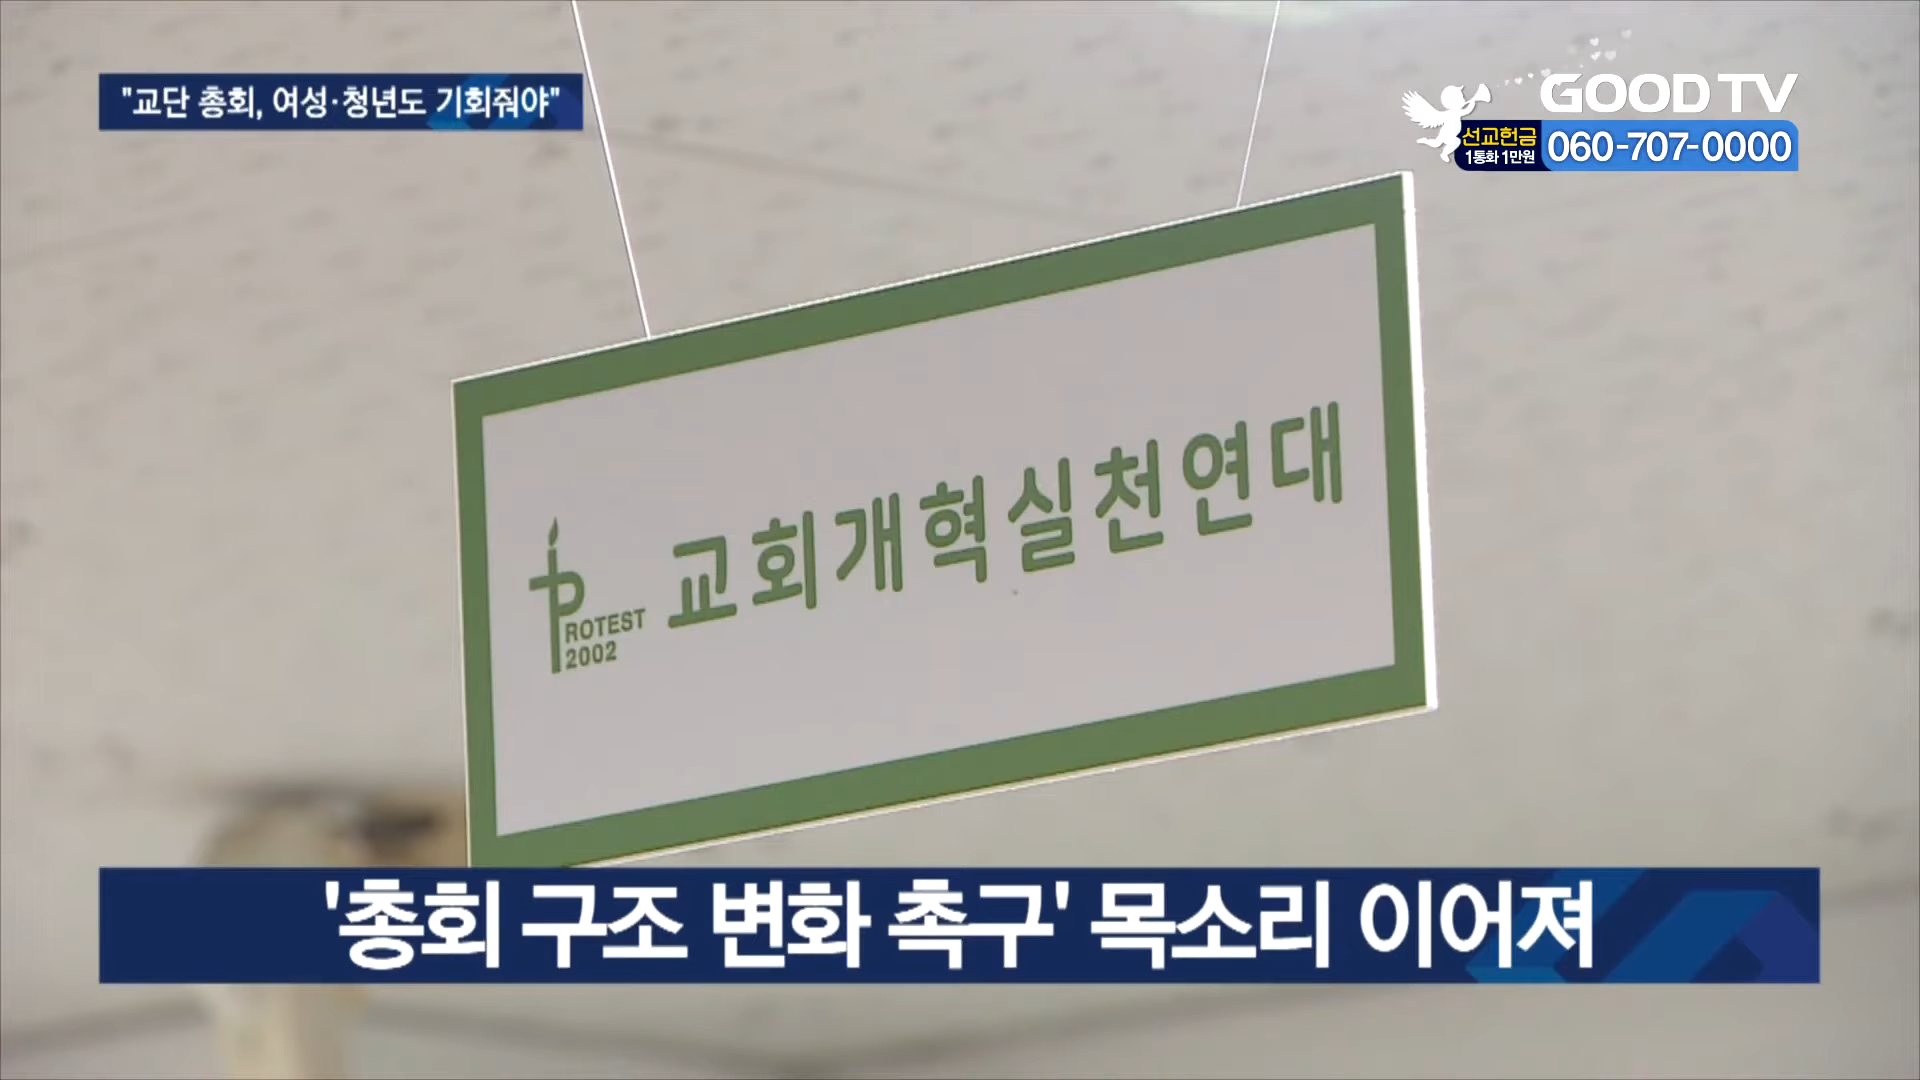 "교단 총회, 여성·청년도 기회줘야"
GOODTV
선교헌금
1통화 1만원
060-707-0000
교회개혁실천연대
PROTEST
2002
'총회 구조 변화 촉구' 목소리 이어져